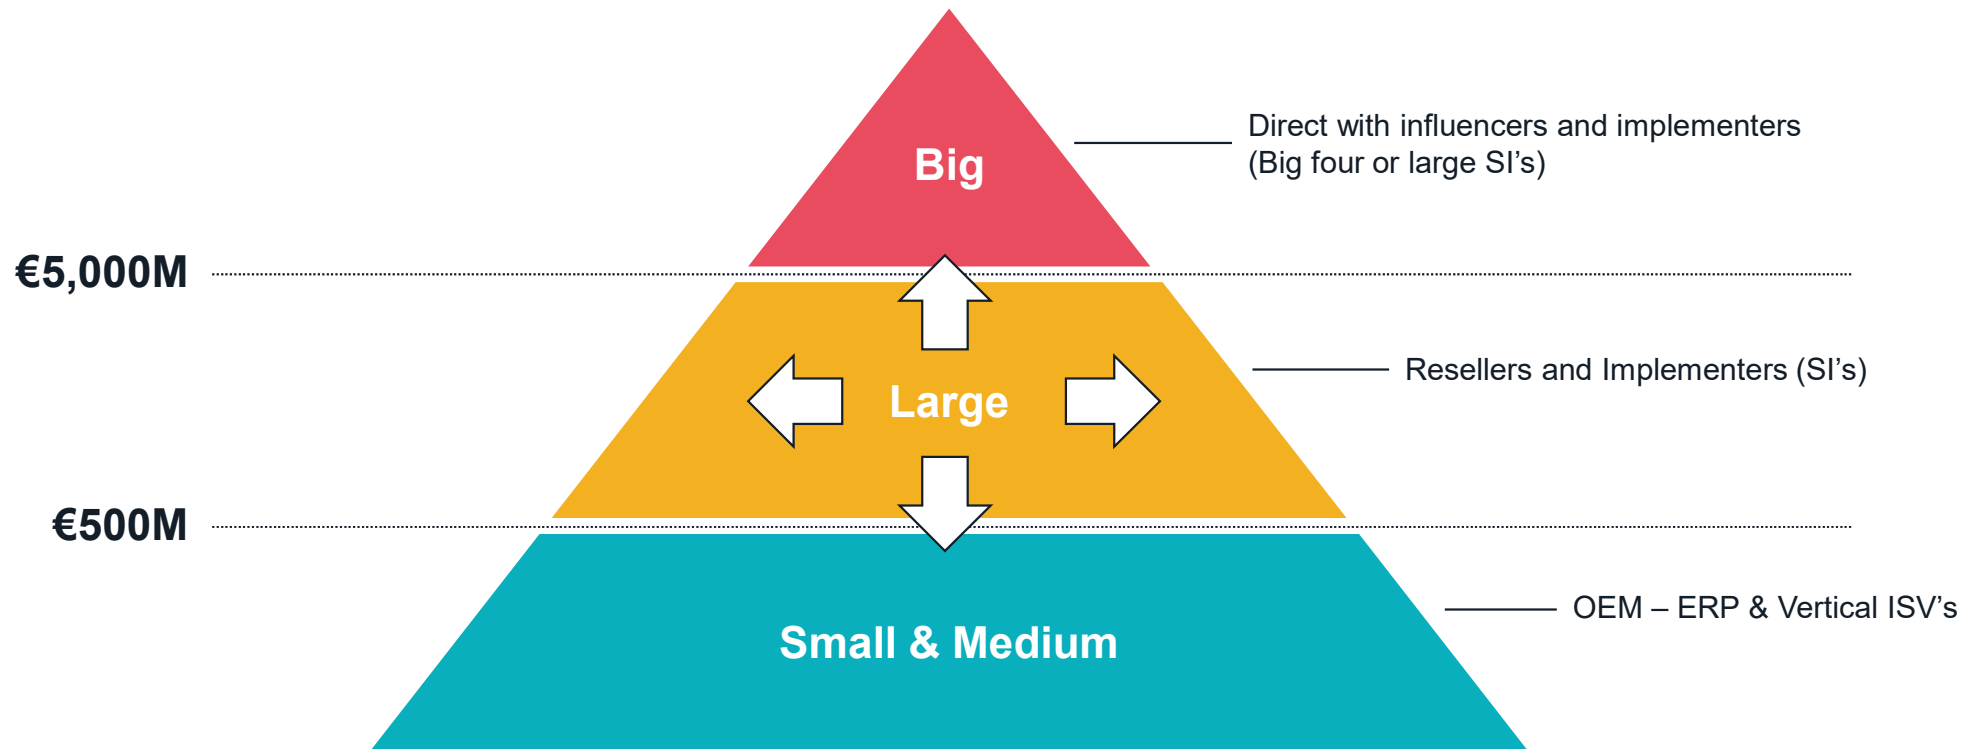 Direct with influencers and implementers
(Big four or large SI’s)
Big
€5,000M
Resellers and Implementers (SI’s)
Large
€500M
OEM – ERP & Vertical ISV’s
Small & Medium